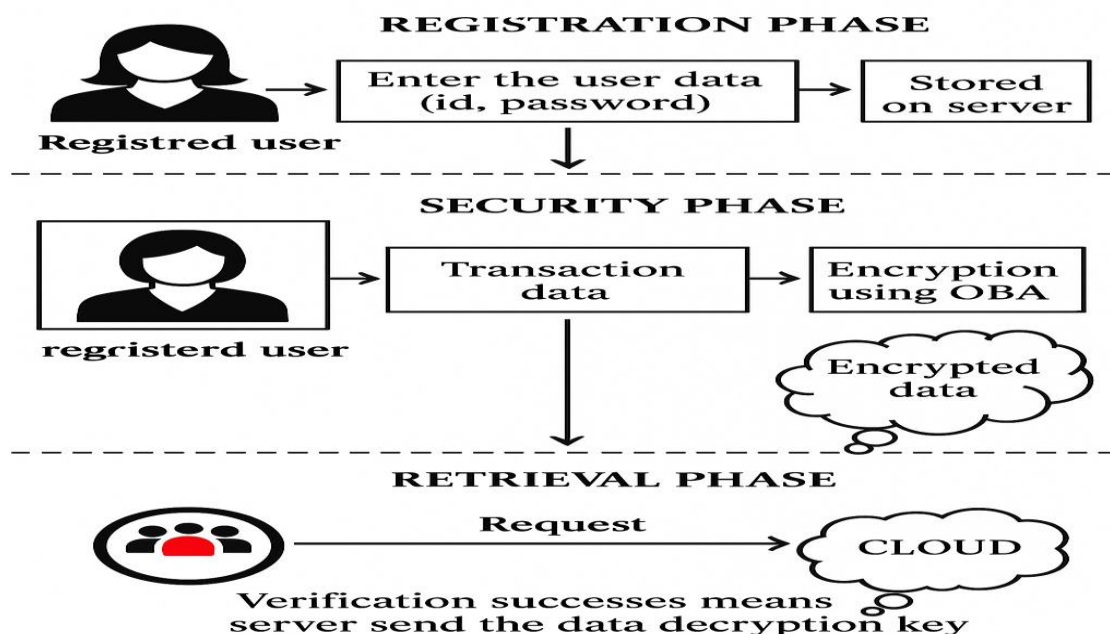 REGISTRATION PHASE
Enter the user data
(id, password)
Stored
on server
Registred user
SECURITY PHASE
Transaction
data
Encryption
using OBA
regristerd user
Encrypted
data
RETRIEVAL PHASE
Request
CLOUD
Verification successes means
server send the data decryption key